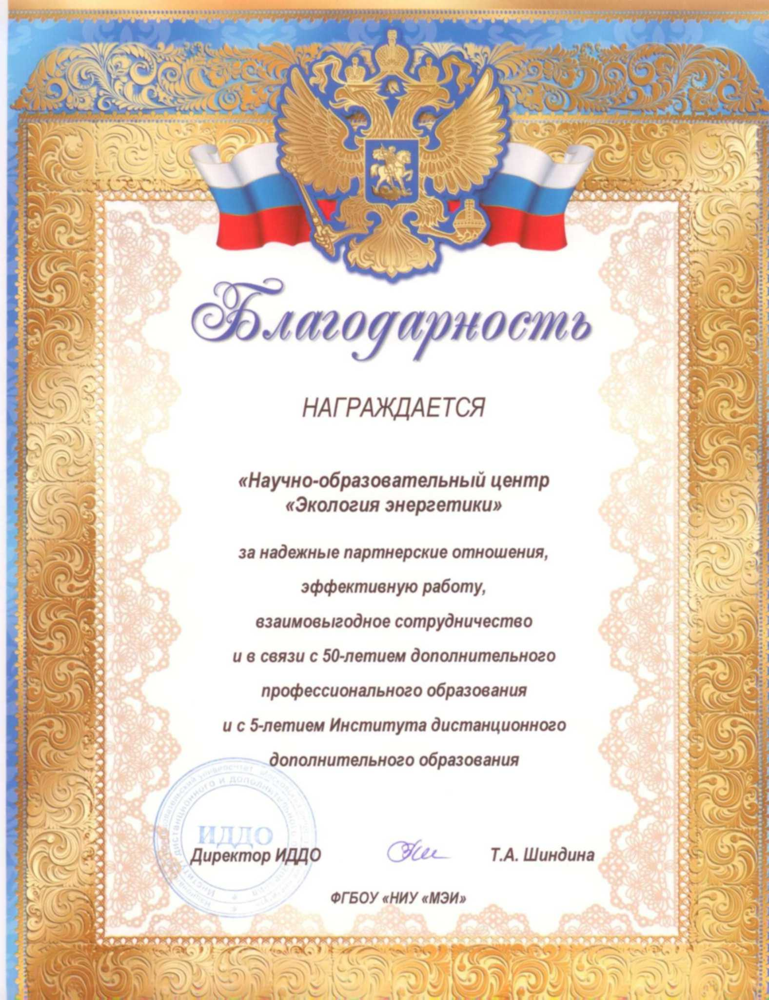 Благодарность
НАГРАЖДАЕТСЯ
«Научно-образовательный центр
«Экология энергетики»
за надежные партнерские отношения,
эффективную работу,
взаимовыгодное сотрудничество
и в связи с 50-летием дополнительного
профессионального образования
и с 5-летием Института дистанционного
дополнительного образования
ИДДО
Директор ИДДО Т.А. Шиндина
ФГБОУ «НИУ «МЭИ»